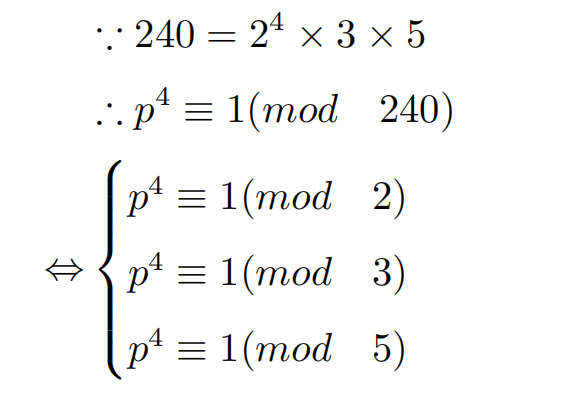 ∵ 240 = 2⁴ × 3 × 5
∴ p⁴ ≡ 1(mod 240)
⇔ { p⁴ ≡ 1(mod 2)
p⁴ ≡ 1(mod 3)
p⁴ ≡ 1(mod 5)